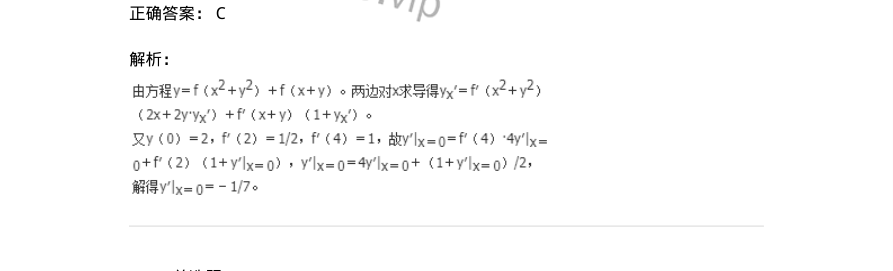 正确答案: C
解析:
由方程y=f（x²+y²）+f（x+y）。两边对x求导得yₓ′=f′（x²+y²）
（2x+2y·yₓ′）+f′（x+y）（1+yₓ′）。
又y（0）=2，f′（2）=1/2，f′（4）=1，故y′|x=0=f′（4）·4y′|x=
0+f′（2）（1+y′|x=0），y′|x=0=4y′|x=0+（1+y′|x=0）/2，
解得y′|x=0=－1/7。